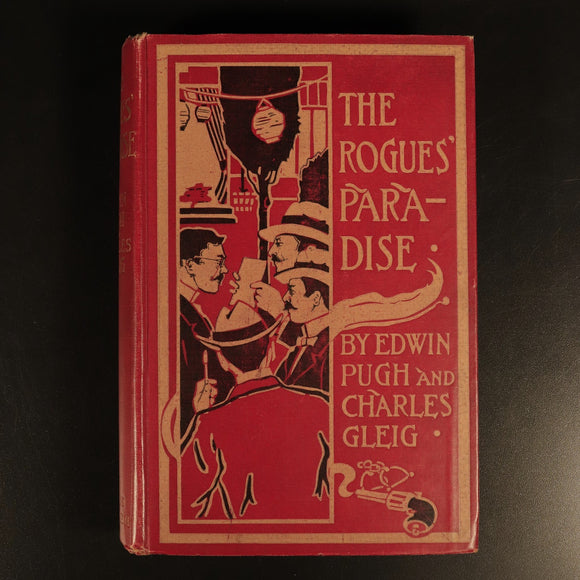 THE
ROGUES'
PARA-
DISE.
BY EDWIN
PUGH AND
CHARLES
GLEIG.